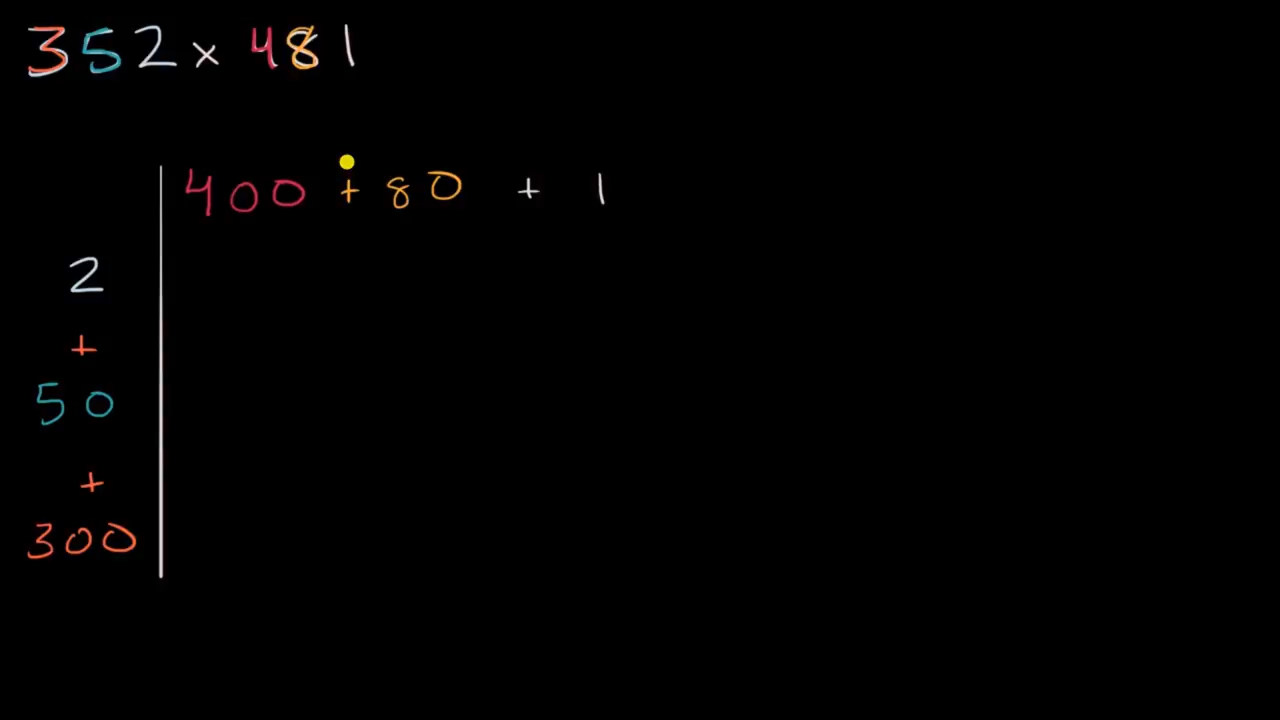 352 × 481
400 + 80 + 1
2
+
50
+
300